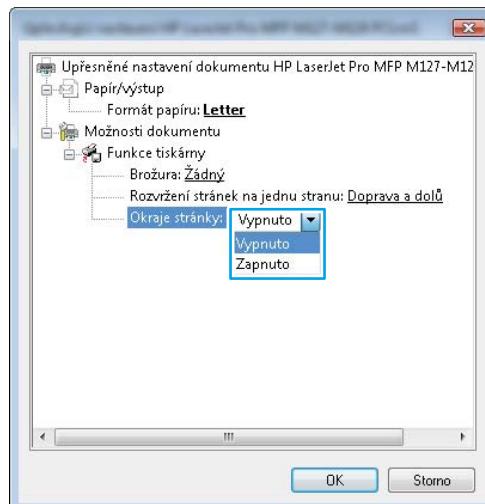 Upřesněné nastavení dokumentu HP LaserJet Pro MFP M127-M12
Papír/výstup
Formát papíru: Letter
Možnosti dokumentu
Funkce tiskárny
Brožura: Žádný
Rozvržení stránek na jednu stranu: Doprava a dolů
Okraje stránky: Vypnuto
Vypnuto
Zapnuto
OK Storno